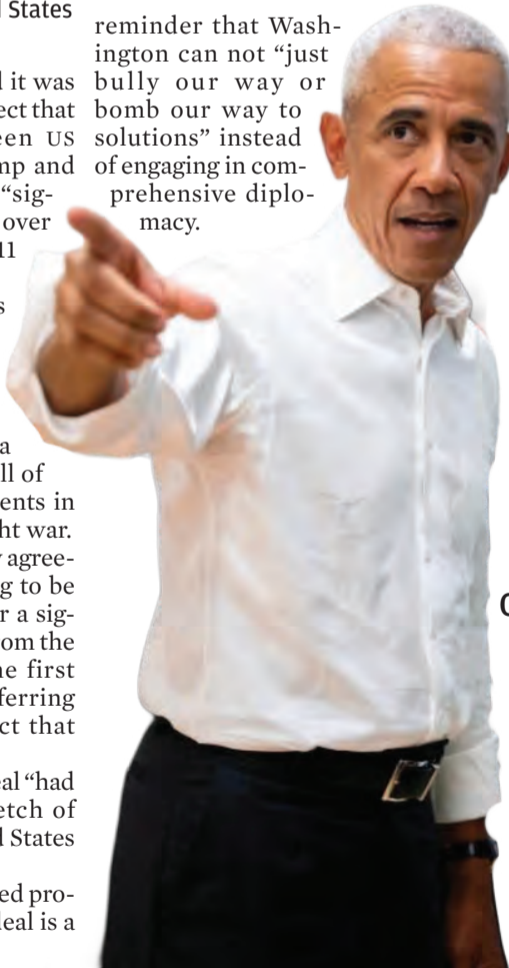 States
it was
ect that
een US
mp and
“sig-
over
11
s
a
ll of
ents in
ht war.
agree-
g to be
r a sig-
om the
e first
ferring
ct that
eal “had
etch of
States
ed pro-
eal is a
reminder that Wash-
ington can not “just
bully our way or
bomb our way to
solutions” instead
of engaging in com-
prehensive diplo-
macy.